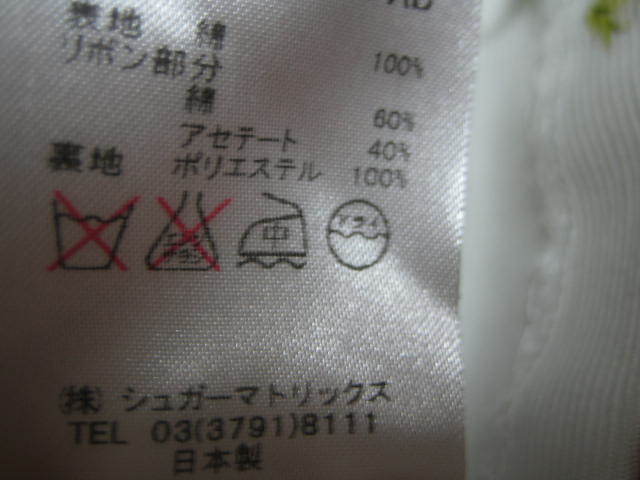 表地 綿 100%
リボン部分
綿 60%
アセテート 40%
裏地 ポリエステル 100%
中 ドライ
(株) シュガーマトリックス
TEL 03(3791)8111
日本製